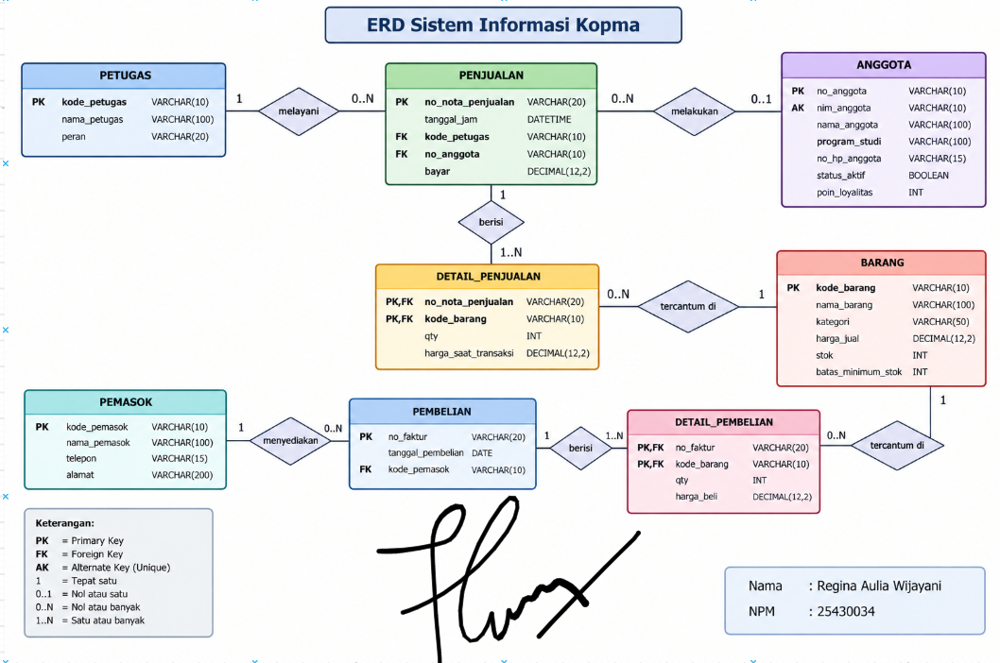 ERD Sistem Informasi Kopma
PETUGAS
PK kode_petugas VARCHAR(10)
nama_petugas VARCHAR(100)
peran VARCHAR(20)
1
melayani
0..N
PENJUALAN
PK no_nota_penjualan VARCHAR(20)
tanggal_jam DATETIME
FK kode_petugas VARCHAR(10)
FK no_anggota VARCHAR(10)
bayar DECIMAL(12,2)
0..N
melakukan
0..1
ANGGOTA
PK no_anggota VARCHAR(10)
AK nim_anggota VARCHAR(10)
nama_anggota VARCHAR(100)
program_studi VARCHAR(100)
no_hp_anggota VARCHAR(15)
status_aktif BOOLEAN
poin_loyalitas INT
1
berisi
1..N
DETAIL_PENJUALAN
PK,FK no_nota_penjualan VARCHAR(20)
PK,FK kode_barang VARCHAR(10)
qty INT
harga_saat_transaksi DECIMAL(12,2)
0..N
tercantum di
1
BARANG
PK kode_barang VARCHAR(10)
nama_barang VARCHAR(100)
kategori VARCHAR(50)
harga_jual DECIMAL(12,2)
stok INT
batas_minimum_stok INT
1
PEMASOK
PK kode_pemasok VARCHAR(10)
nama_pemasok VARCHAR(100)
telepon VARCHAR(15)
alamat VARCHAR(200)
1
menyediakan
0..N
PEMBELIAN
PK no_faktur VARCHAR(20)
tanggal_pembelian DATE
FK kode_pemasok VARCHAR(10)
1
berisi
1..N
DETAIL_PEMBELIAN
PK,FK no_faktur VARCHAR(20)
PK,FK kode_barang VARCHAR(10)
qty INT
harga_beli DECIMAL(12,2)
0..N
tercantum di
Keterangan:
PK = Primary Key
FK = Foreign Key
AK = Alternate Key (Unique)
1 = Tepat satu
0..1 = Nol atau satu
0..N = Nol atau banyak
1..N = Satu atau banyak
Nama : Regina Aulia Wijayani
NPM : 25430034